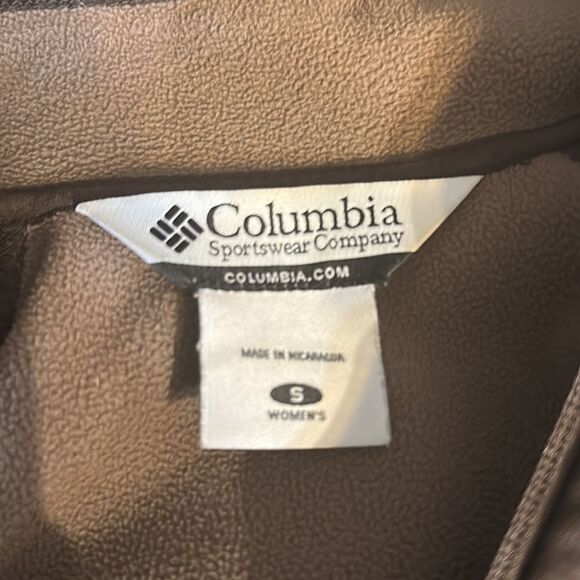 Columbia
Sportswear Company
COLUMBIA.COM
MADE IN NICARAGUA
S
WOMEN'S